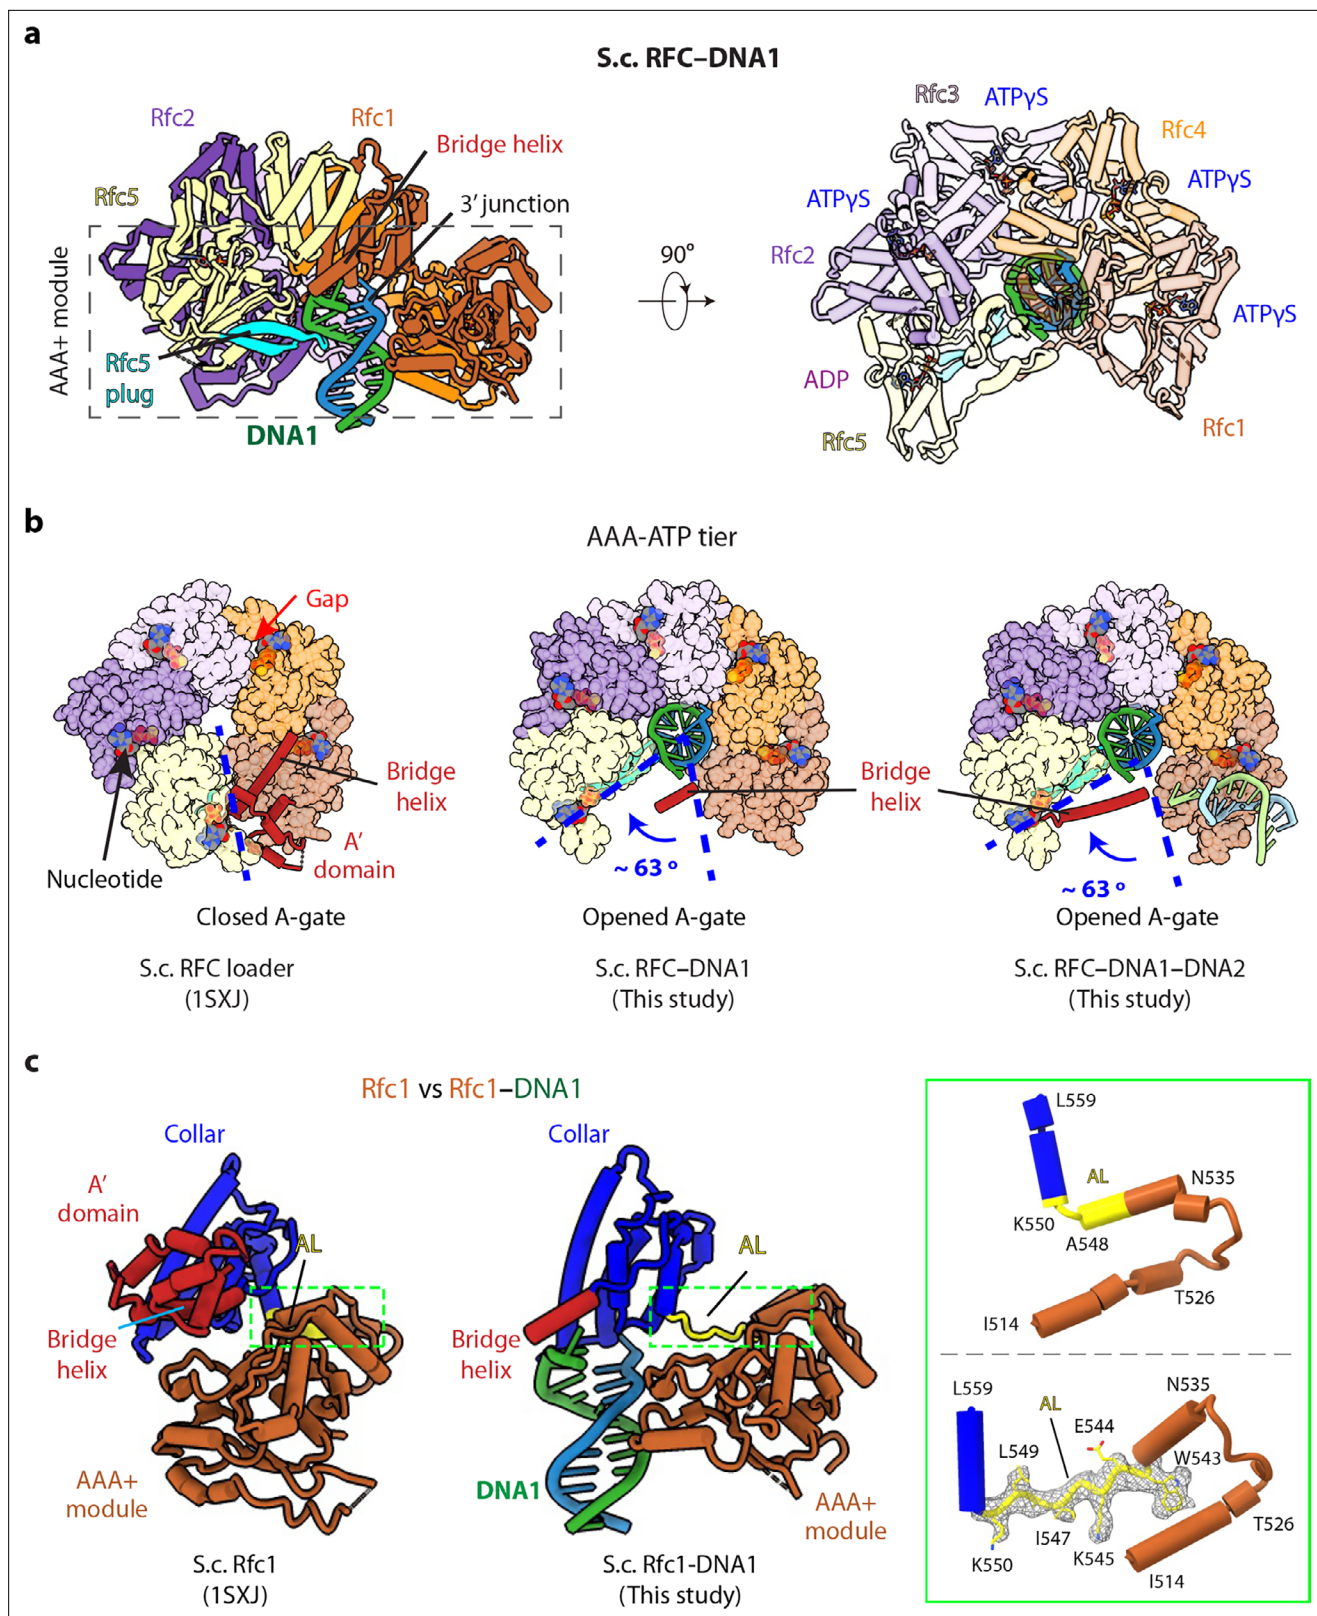 a
S.c. RFC–DNA1
Rfc2
Rfc1
Bridge helix
Rfc5
3′ junction
AAA+ module
Rfc5
plug
DNA1
90°
Rfc3
ATPγS
Rfc4
ATPγS
ATPγS
Rfc2
ATPγS
ADP
Rfc5
Rfc1
b
AAA-ATP tier
Gap
Bridge
helix
A′
domain
Nucleotide
Bridge
helix
~ 63 °
~ 63 °
Closed A-gate
Opened A-gate
Opened A-gate
S.c. RFC loader
(1SXJ)
S.c. RFC–DNA1
(This study)
S.c. RFC–DNA1–DNA2
(This study)
c
Rfc1 vs Rfc1–DNA1
Collar
A′
domain
AL
Bridge
helix
AAA+
module
S.c. Rfc1
(1SXJ)
Collar
AL
Bridge
helix
DNA1
AAA+
module
S.c. Rfc1-DNA1
(This study)
L559
AL
N535
K550
A548
T526
I514
L559
AL
N535
E544
L549
W543
I547
K545
K550
T526
I514